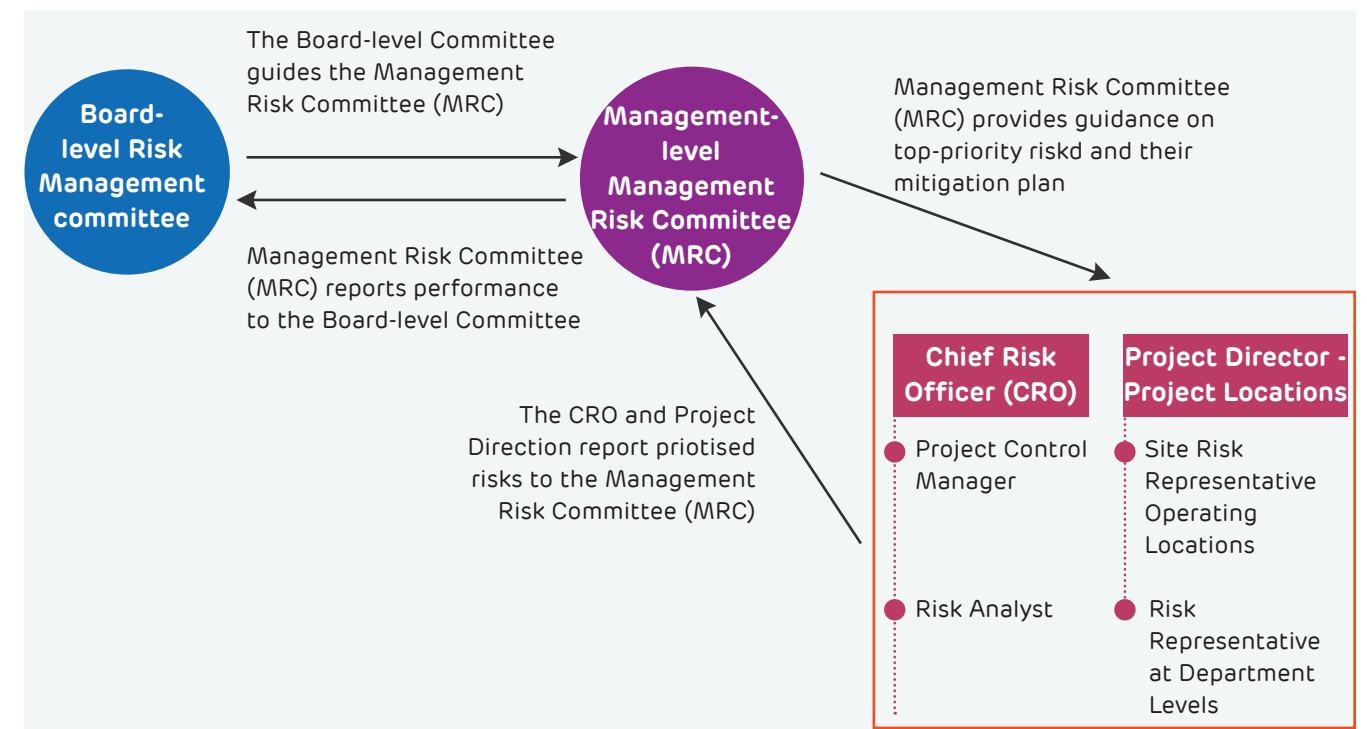 Board-
level Risk
Management
committee
The Board-level Committee
guides the Management
Risk Committee (MRC)
Management Risk Committee
(MRC) reports performance
to the Board-level Committee
Management-
level
Management
Risk Committee
(MRC)
Management Risk Committee
(MRC) provides guidance on
top-priority riskd and their
mitigation plan
The CRO and Project
Direction report priotised
risks to the Management
Risk Committee (MRC)
Chief Risk
Officer (CRO)
Project Control
Manager
Risk Analyst
Project Director -
Project Locations
Site Risk
Representative
Operating
Locations
Risk
Representative
at Department
Levels